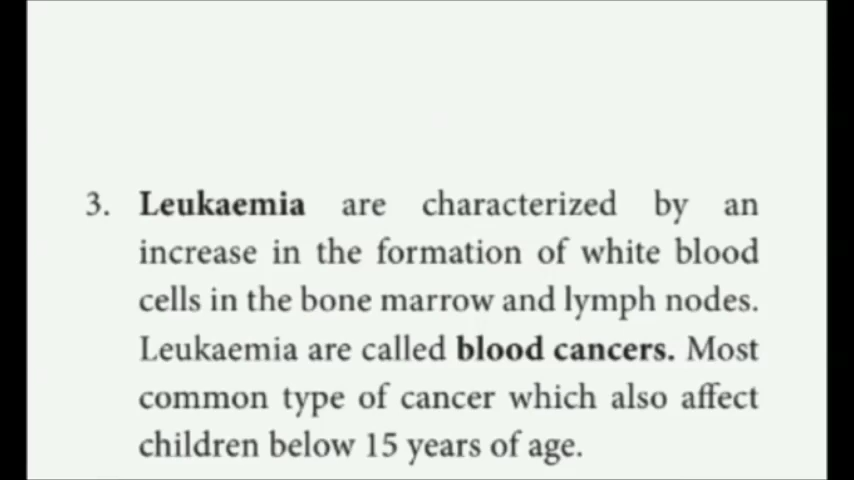 3. Leukaemia are characterized by an
increase in the formation of white blood
cells in the bone marrow and lymph nodes.
Leukaemia are called blood cancers. Most
common type of cancer which also affect
children below 15 years of age.